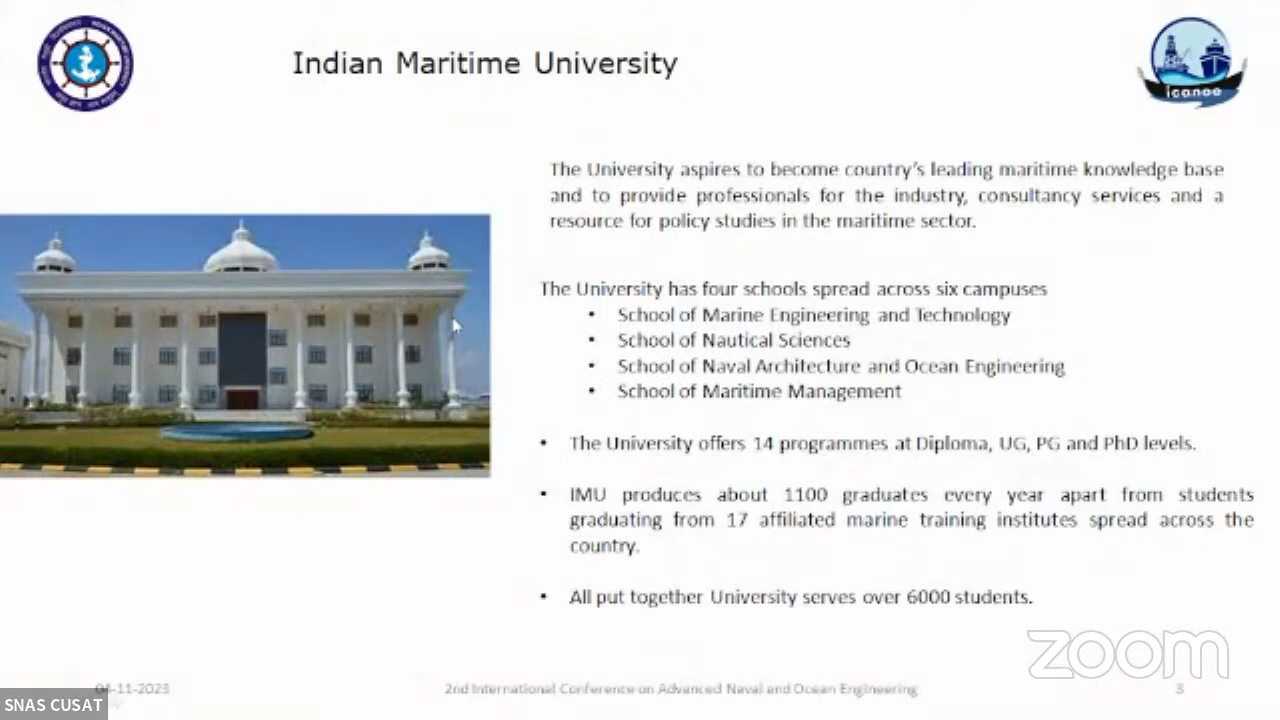 Indian Maritime University
icanoe
The University aspires to become country's leading maritime knowledge base
and to provide professionals for the industry, consultancy services and a
resource for policy studies in the maritime sector.
The University has four schools spread across six campuses
• School of Marine Engineering and Technology
• School of Nautical Sciences
• School of Naval Architecture and Ocean Engineering
• School of Maritime Management
• The University offers 14 programmes at Diploma, UG, PG and PhD levels.
• IMU produces about 1100 graduates every year apart from students
graduating from 17 affiliated marine training institutes spread across the
country.
• All put together University serves over 6000 students.
zoom
04-11-2023
2nd International Conference on Advanced Naval and Ocean Engineering
3
SNAS CUSAT